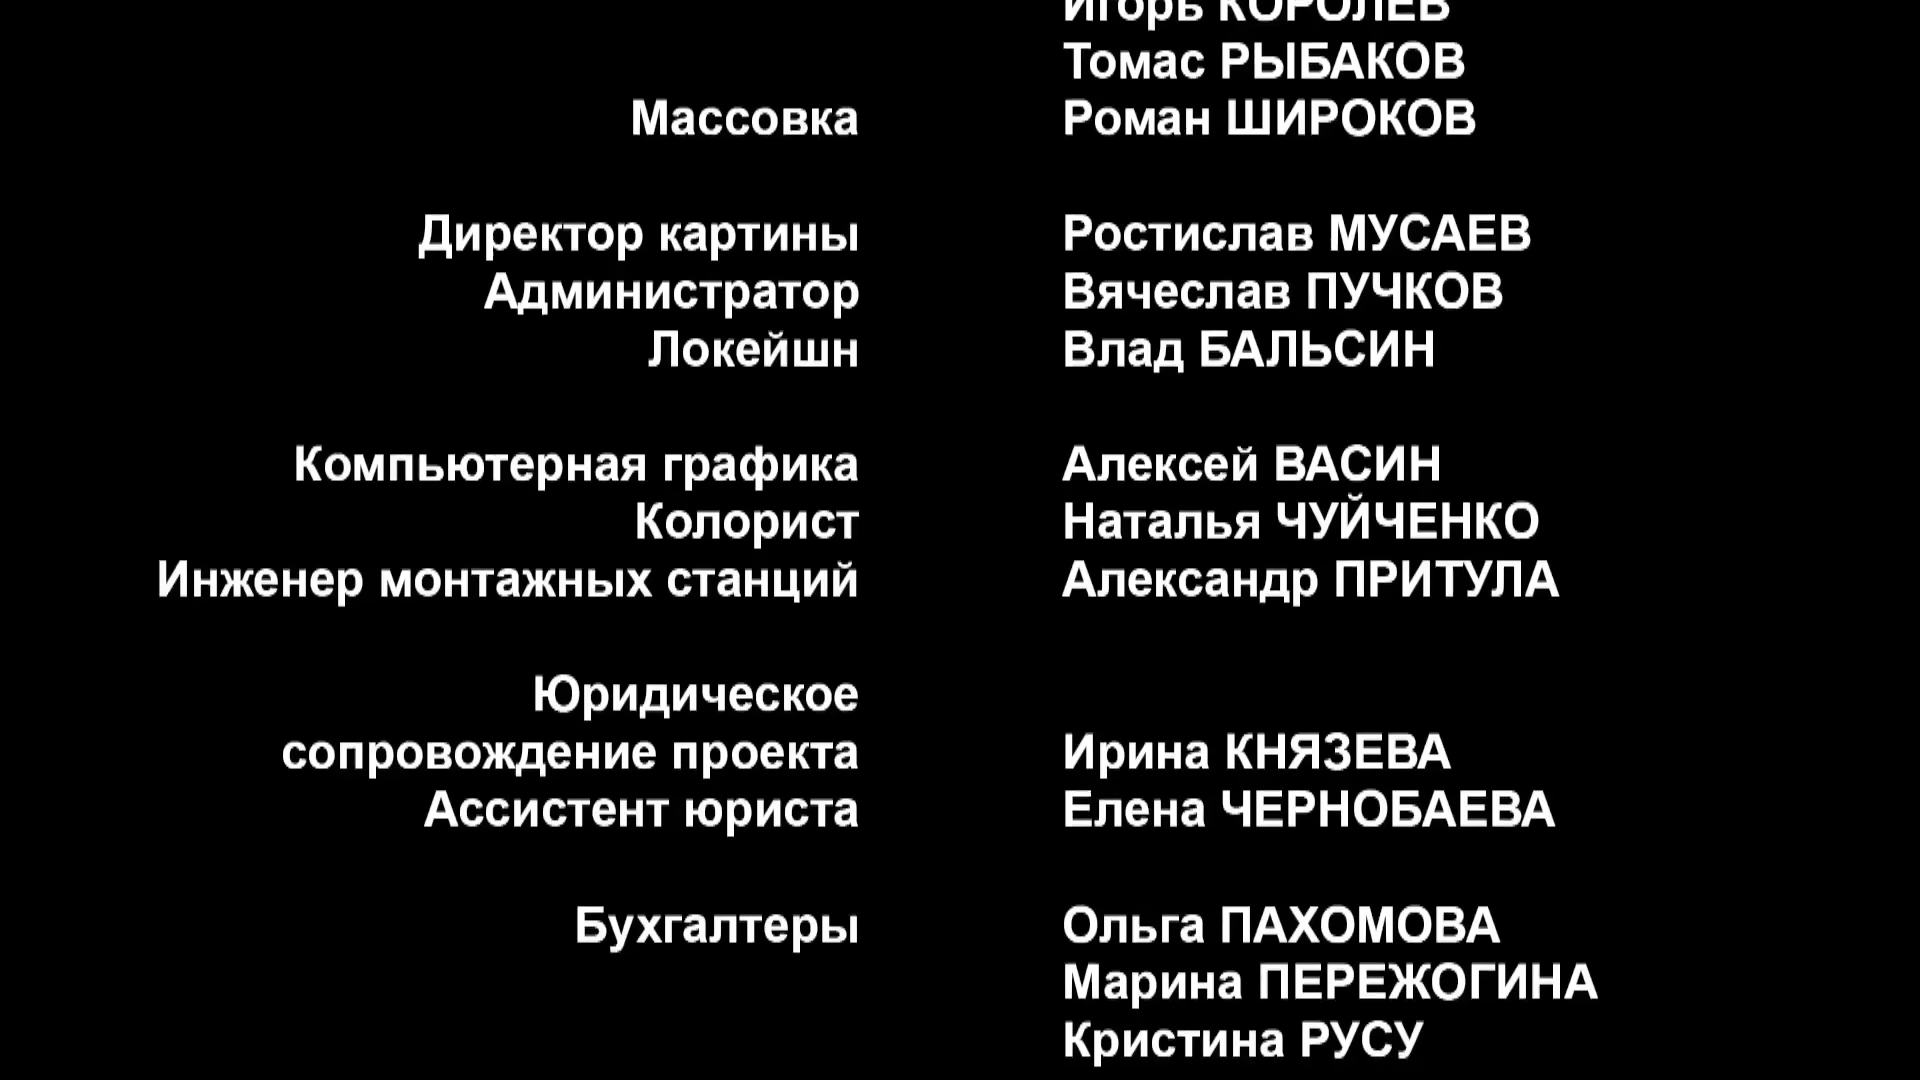 Игорь КОРОЛЕВ
Томас РЫБАКОВ
Массовка Роман ШИРОКОВ
Директор картины Ростислав МУСАЕВ
Администратор Вячеслав ПУЧКОВ
Локейшн Влад БАЛЬСИН
Компьютерная графика Алексей ВАСИН
Колорист Наталья ЧУЙЧЕНКО
Инженер монтажных станций Александр ПРИТУЛА
Юридическое
сопровождение проекта Ирина КНЯЗЕВА
Ассистент юриста Елена ЧЕРНОБАЕВА
Бухгалтеры Ольга ПАХОМОВА
Марина ПЕРЕЖОГИНА
Кристина РУСУ